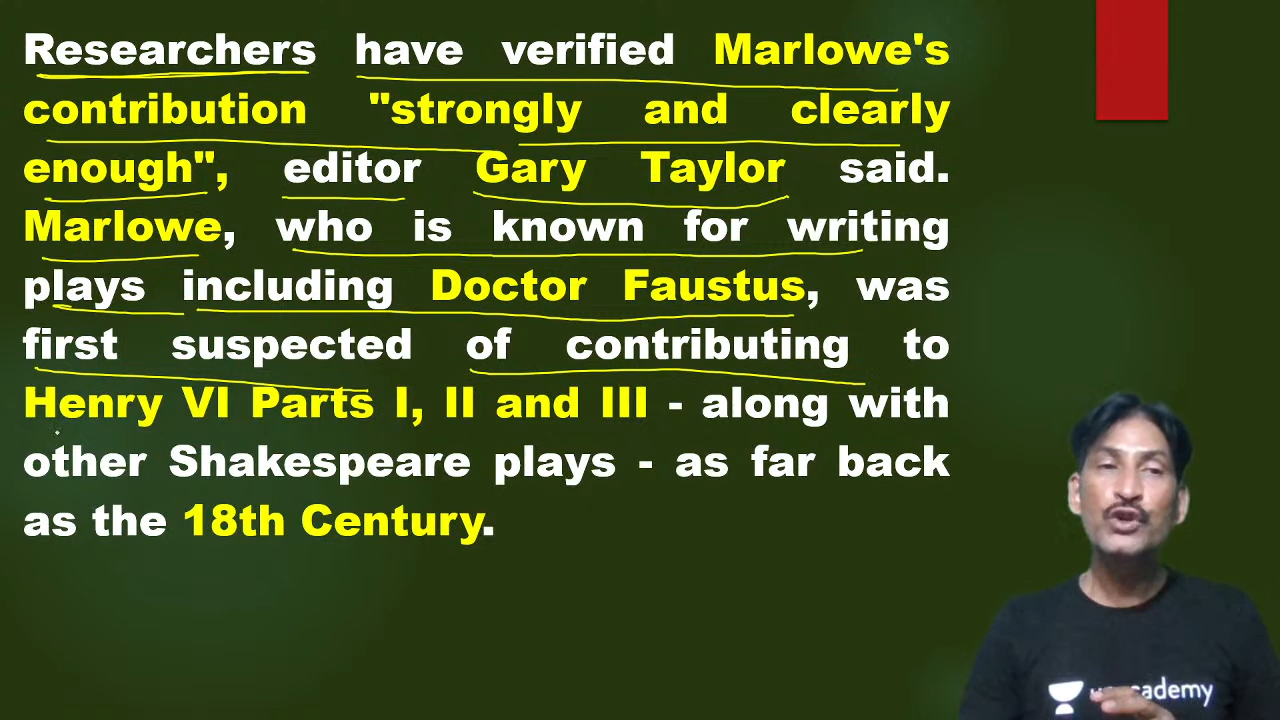 Researchers have verified Marlowe's
contribution "strongly and clearly
enough", editor Gary Taylor said.
Marlowe, who is known for writing
plays including Doctor Faustus, was
first suspected of contributing to
Henry VI Parts I, II and III - along with
other Shakespeare plays - as far back
as the 18th Century.